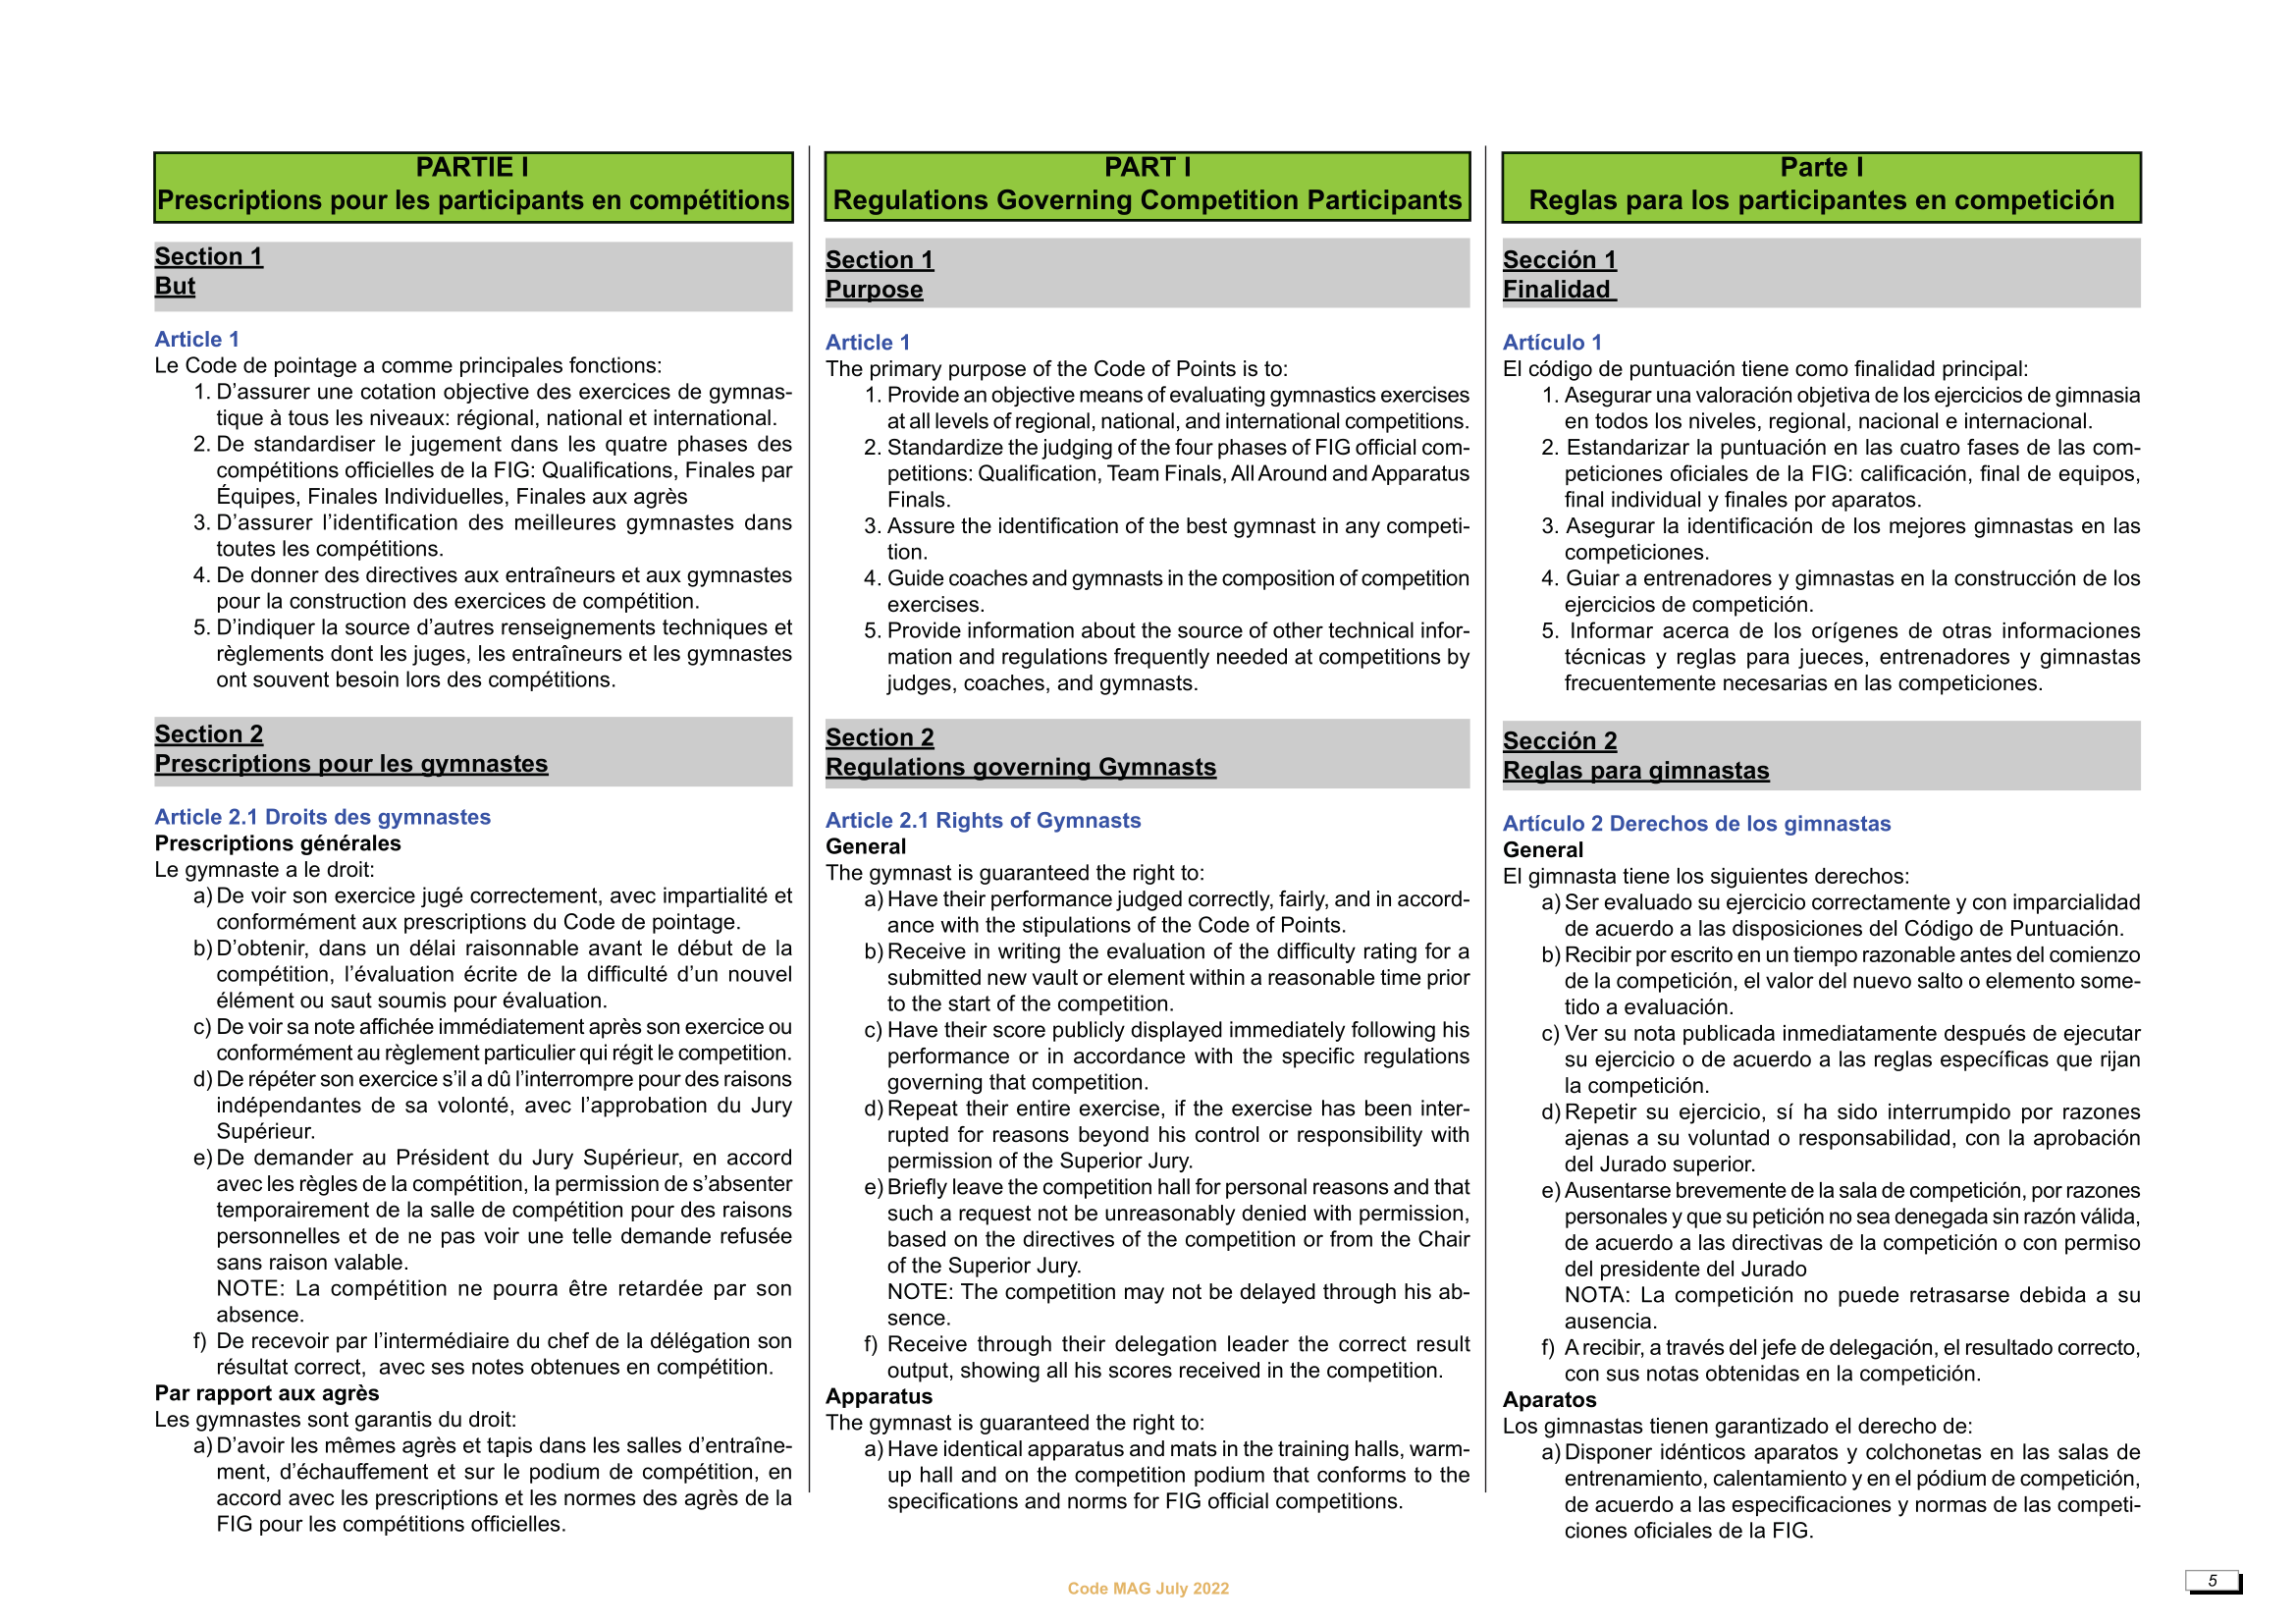 PARTIE I
Prescriptions pour les participants en compétitions
Section 1
But
Article 1
Le Code de pointage a comme principales fonctions:
1. D’assurer une cotation objective des exercices de gymnas-
tique à tous les niveaux: régional, national et international.
2. De standardiser le jugement dans les quatre phases des
compétitions officielles de la FIG: Qualifications, Finales par
Équipes, Finales Individuelles, Finales aux agrès
3. D’assurer l’identification des meilleures gymnastes dans
toutes les compétitions.
4. De donner des directives aux entraîneurs et aux gymnastes
pour la construction des exercices de compétition.
5. D’indiquer la source d’autres renseignements techniques et
règlements dont les juges, les entraîneurs et les gymnastes
ont souvent besoin lors des compétitions.
Section 2
Prescriptions pour les gymnastes
Article 2.1 Droits des gymnastes
Prescriptions générales
Le gymnaste a le droit:
a) De voir son exercice jugé correctement, avec impartialité et
conformément aux prescriptions du Code de pointage.
b) D’obtenir, dans un délai raisonnable avant le début de la
compétition, l’évaluation écrite de la difficulté d’un nouvel
élément ou saut soumis pour évaluation.
c) De voir sa note affichée immédiatement après son exercice ou
conformément au règlement particulier qui régit le competition.
d) De répéter son exercice s’il a dû l’interrompre pour des raisons
indépendantes de sa volonté, avec l’approbation du Jury
Supérieur.
e) De demander au Président du Jury Supérieur, en accord
avec les règles de la compétition, la permission de s’absenter
temporairement de la salle de compétition pour des raisons
personnelles et de ne pas voir une telle demande refusée
sans raison valable.
NOTE: La compétition ne pourra être retardée par son
absence.
f) De recevoir par l’intermédiaire du chef de la délégation son
résultat correct, avec ses notes obtenues en compétition.
Par rapport aux agrès
Les gymnastes sont garantis du droit:
a) D’avoir les mêmes agrès et tapis dans les salles d’entraîne-
ment, d’échauffement et sur le podium de compétition, en
accord avec les prescriptions et les normes des agrès de la
FIG pour les compétitions officielles.
PART I
Regulations Governing Competition Participants
Section 1
Purpose
Article 1
The primary purpose of the Code of Points is to:
1. Provide an objective means of evaluating gymnastics exercises
at all levels of regional, national, and international competitions.
2. Standardize the judging of the four phases of FIG official com-
petitions: Qualification, Team Finals, All Around and Apparatus
Finals.
3. Assure the identification of the best gymnast in any competi-
tion.
4. Guide coaches and gymnasts in the composition of competition
exercises.
5. Provide information about the source of other technical infor-
mation and regulations frequently needed at competitions by
judges, coaches, and gymnasts.
Section 2
Regulations governing Gymnasts
Article 2.1 Rights of Gymnasts
General
The gymnast is guaranteed the right to:
a) Have their performance judged correctly, fairly, and in accord-
ance with the stipulations of the Code of Points.
b) Receive in writing the evaluation of the difficulty rating for a
submitted new vault or element within a reasonable time prior
to the start of the competition.
c) Have their score publicly displayed immediately following his
performance or in accordance with the specific regulations
governing that competition.
d) Repeat their entire exercise, if the exercise has been inter-
rupted for reasons beyond his control or responsibility with
permission of the Superior Jury.
e) Briefly leave the competition hall for personal reasons and that
such a request not be unreasonably denied with permission,
based on the directives of the competition or from the Chair
of the Superior Jury.
NOTE: The competition may not be delayed through his ab-
sence.
f) Receive through their delegation leader the correct result
output, showing all his scores received in the competition.
Apparatus
The gymnast is guaranteed the right to:
a) Have identical apparatus and mats in the training halls, warm-
up hall and on the competition podium that conforms to the
specifications and norms for FIG official competitions.
Parte I
Reglas para los participantes en competición
Sección 1
Finalidad
Artículo 1
El código de puntuación tiene como finalidad principal:
1. Asegurar una valoración objetiva de los ejercicios de gimnasia
en todos los niveles, regional, nacional e internacional.
2. Estandarizar la puntuación en las cuatro fases de las com-
peticiones oficiales de la FIG: calificación, final de equipos,
final individual y finales por aparatos.
3. Asegurar la identificación de los mejores gimnastas en las
competiciones.
4. Guiar a entrenadores y gimnastas en la construcción de los
ejercicios de competición.
5. Informar acerca de los orígenes de otras informaciones
técnicas y reglas para jueces, entrenadores y gimnastas
frecuentemente necesarias en las competiciones.
Sección 2
Reglas para gimnastas
Artículo 2 Derechos de los gimnastas
General
El gimnasta tiene los siguientes derechos:
a) Ser evaluado su ejercicio correctamente y con imparcialidad
de acuerdo a las disposiciones del Código de Puntuación.
b) Recibir por escrito en un tiempo razonable antes del comienzo
de la competición, el valor del nuevo salto o elemento some-
tido a evaluación.
c) Ver su nota publicada inmediatamente después de ejecutar
su ejercicio o de acuerdo a las reglas específicas que rijan
la competición.
d) Repetir su ejercicio, sí ha sido interrumpido por razones
ajenas a su voluntad o responsabilidad, con la aprobación
del Jurado superior.
e) Ausentarse brevemente de la sala de competición, por razones
personales y que su petición no sea denegada sin razón válida,
de acuerdo a las directivas de la competición o con permiso
del presidente del Jurado
NOTA: La competición no puede retrasarse debida a su
ausencia.
f) A recibir, a través del jefe de delegación, el resultado correcto,
con sus notas obtenidas en la competición.
Aparatos
Los gimnastas tienen garantizado el derecho de:
a) Disponer idénticos aparatos y colchonetas en las salas de
entrenamiento, calentamiento y en el pódium de competición,
de acuerdo a las especificaciones y normas de las competi-
ciones oficiales de la FIG.
Code MAG July 2022
5